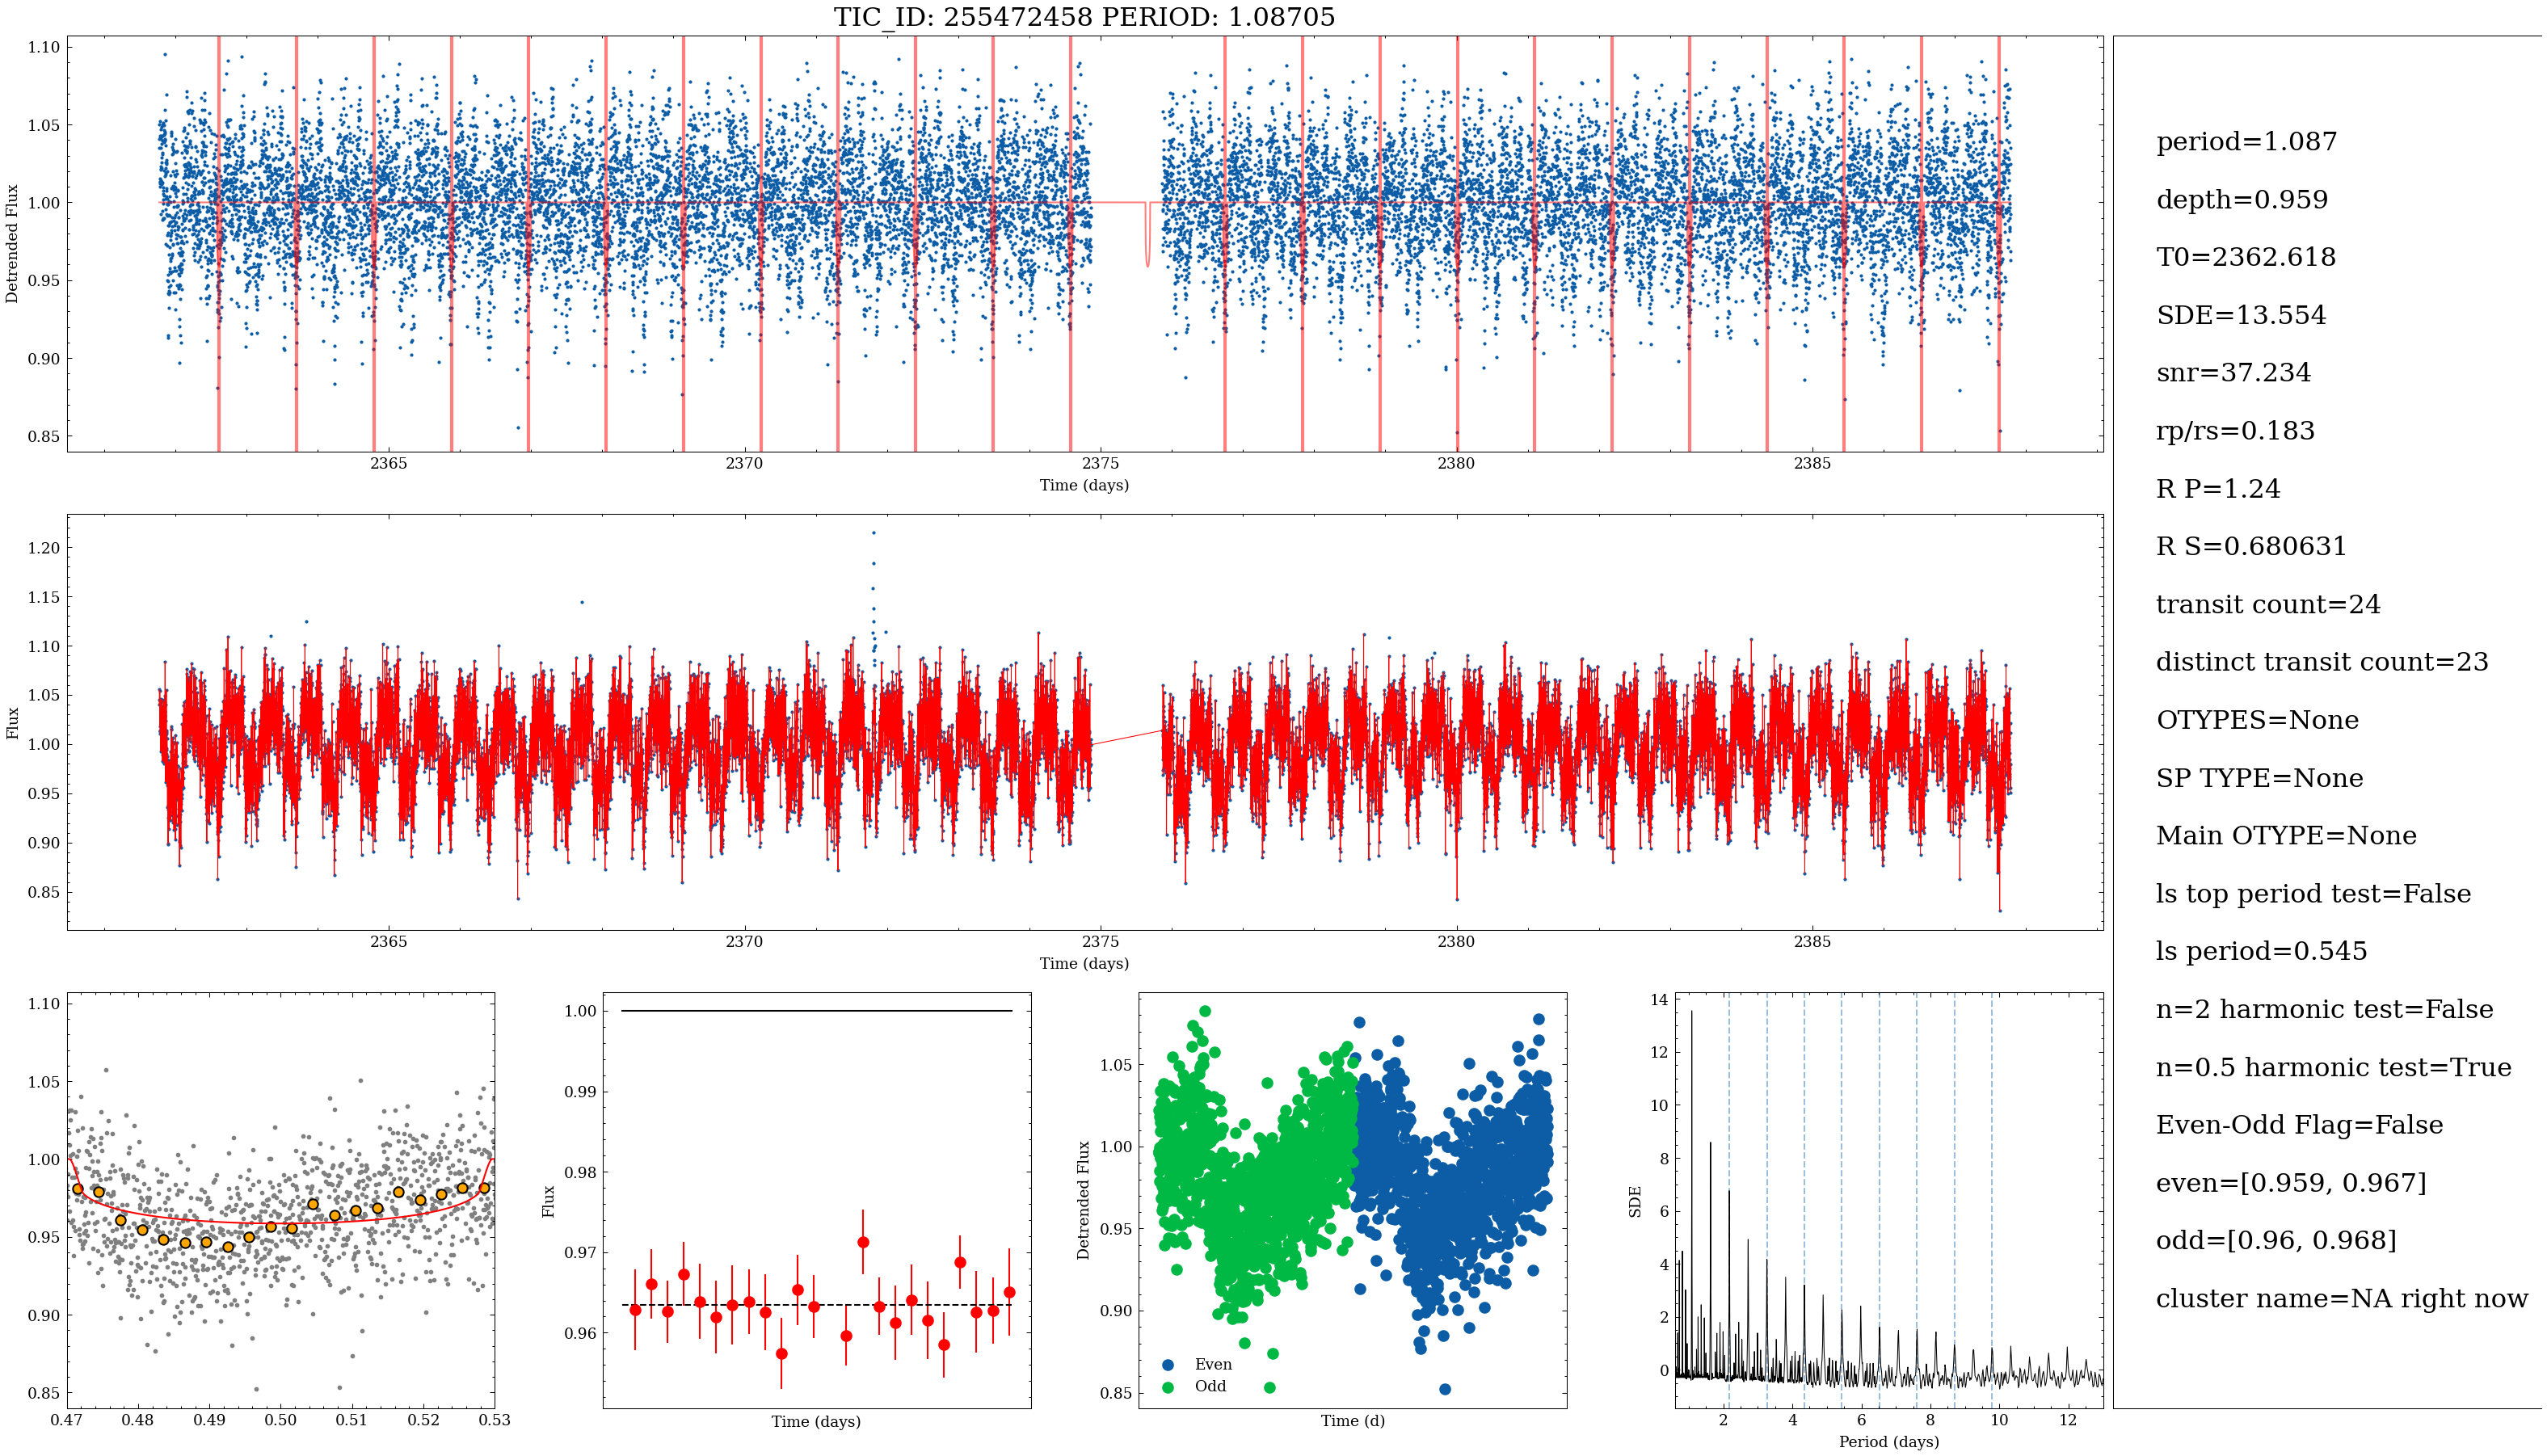 TIC_ID: 255472458 PERIOD: 1.08705
1.10
1.05
1.00
0.95
0.90
0.85
Detrended Flux
2365
2370
2375
2380
2385
Time (days)
1.20
1.15
1.10
1.05
1.00
0.95
0.90
0.85
Flux
2365
2370
2375
2380
2385
Time (days)
1.10
1.05
1.00
0.95
0.90
0.85
0.47
0.48
0.49
0.50
0.51
0.52
0.53
1.00
0.99
0.98
0.97
0.96
Flux
Time (days)
1.05
1.00
0.95
0.90
0.85
Detrended Flux
Even
Odd
Time (d)
14
12
10
8
6
4
2
0
SDE
2
4
6
8
10
12
Period (days)
period=1.087
depth=0.959
T0=2362.618
SDE=13.554
snr=37.234
rp/rs=0.183
R P=1.24
R S=0.680631
transit count=24
distinct transit count=23
OTYPES=None
SP TYPE=None
Main OTYPE=None
ls top period test=False
ls period=0.545
n=2 harmonic test=False
n=0.5 harmonic test=True
Even-Odd Flag=False
even=[0.959, 0.967]
odd=[0.96, 0.968]
cluster name=NA right now